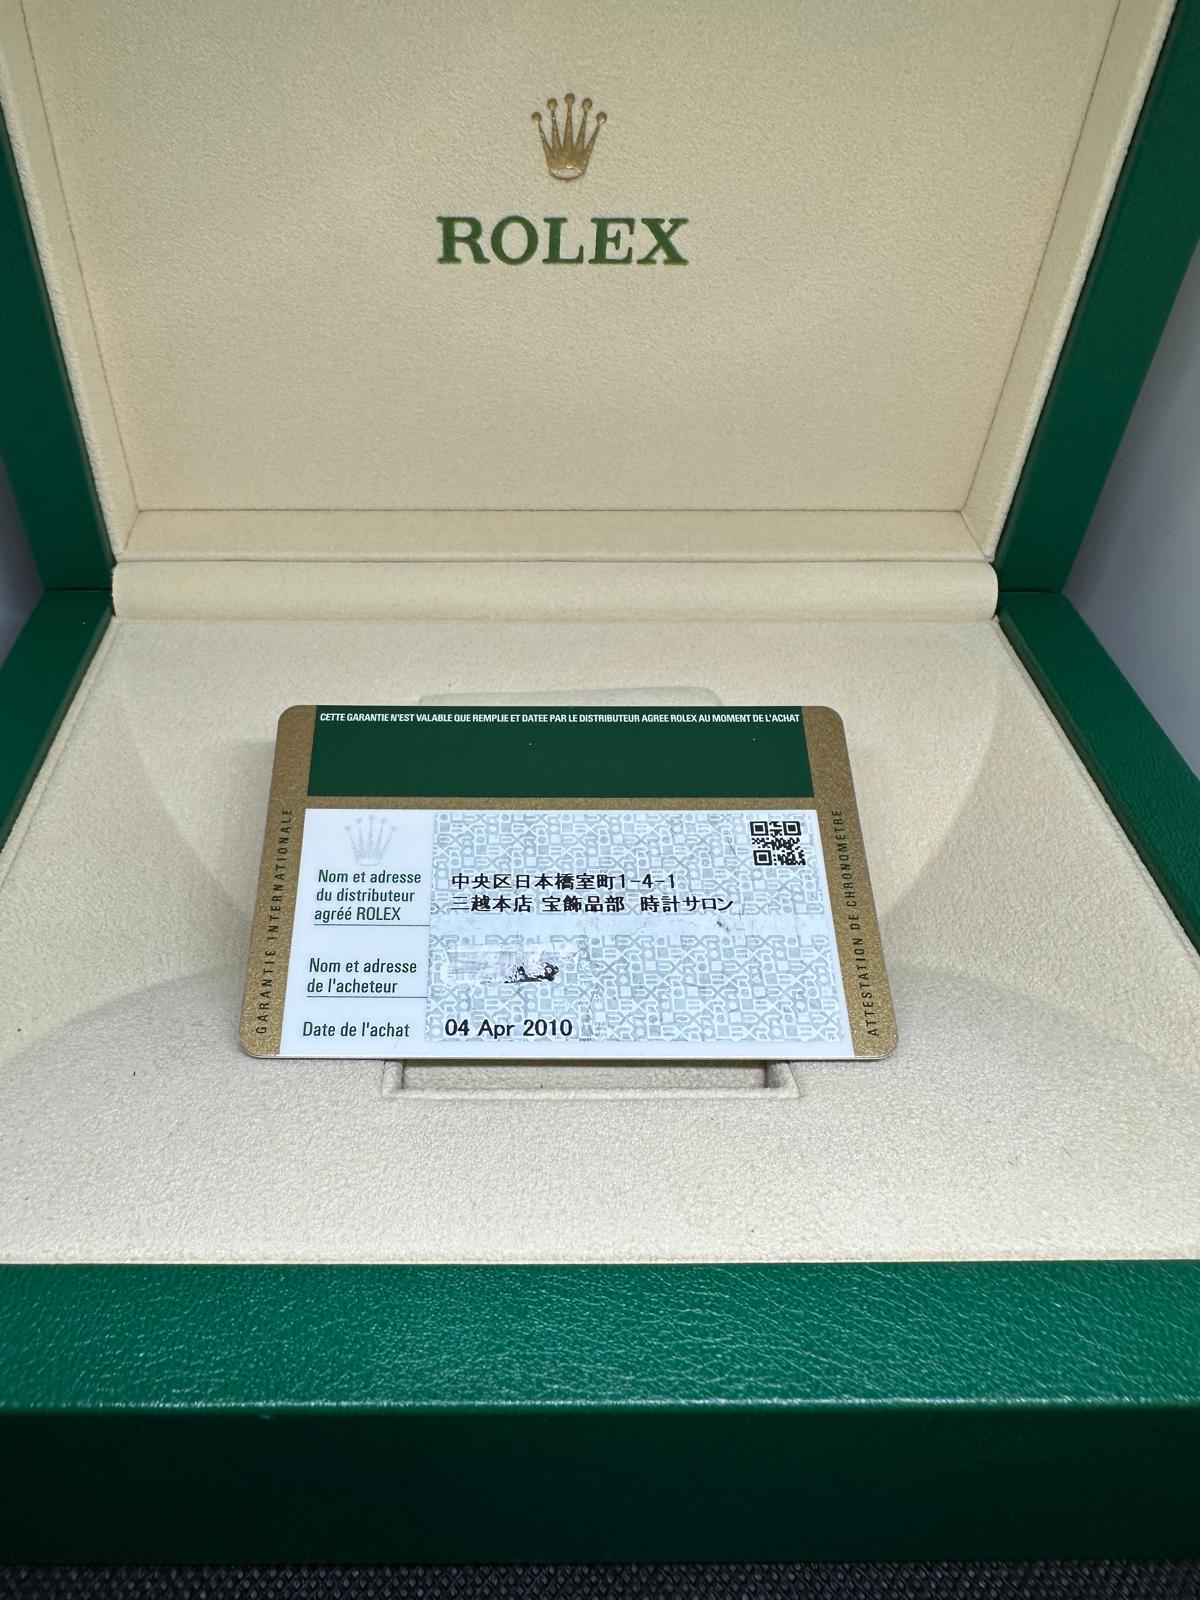 ROLEX
CETTE GARANTIE N'EST VALABLE QUE REMPLIE ET DATEE PAR LE DISTRIBUTEUR AGREE ROLEX AU MOMENT DE L'ACHAT
GARANTIE INTERNATIONALE
Nom et adresse
du distributeur
agréé ROLEX
中央区日本橋室町1-4-1
三越本店 宝飾品部 時計サロン
Nom et adresse
de l'acheteur
Date de l'achat
04 Apr 2010
ATTESTATION DE CHRONOMETRE